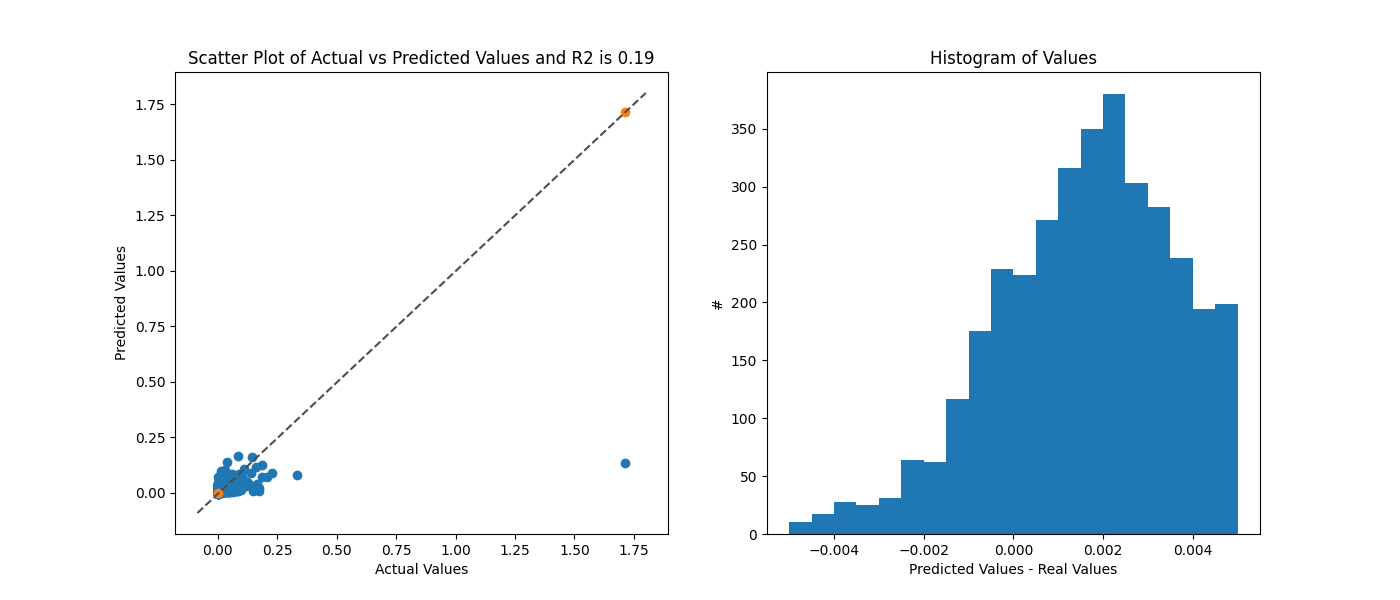 Scatter Plot of Actual vs Predicted Values and R2 is 0.19
Predicted Values
1.75
1.50
1.25
1.00
0.75
0.50
0.25
0.00
0.00 0.25 0.50 0.75 1.00 1.25 1.50 1.75
Actual Values
Histogram of Values
#
350
300
250
200
150
100
50
0
−0.004 −0.002 0.000 0.002 0.004
Predicted Values - Real Values